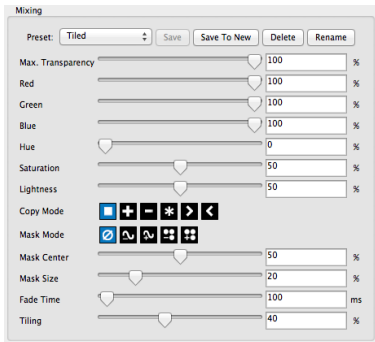 Mixing
Preset: Tiled Save Save To New Delete Rename
Max. Transparency 100 %
Red 100 %
Green 100 %
Blue 100 %
Hue 0 %
Saturation 50 %
Lightness 50 %
Copy Mode
Mask Mode
Mask Center 50 %
Mask Size 20 %
Fade Time 100 ms
Tiling 40 %